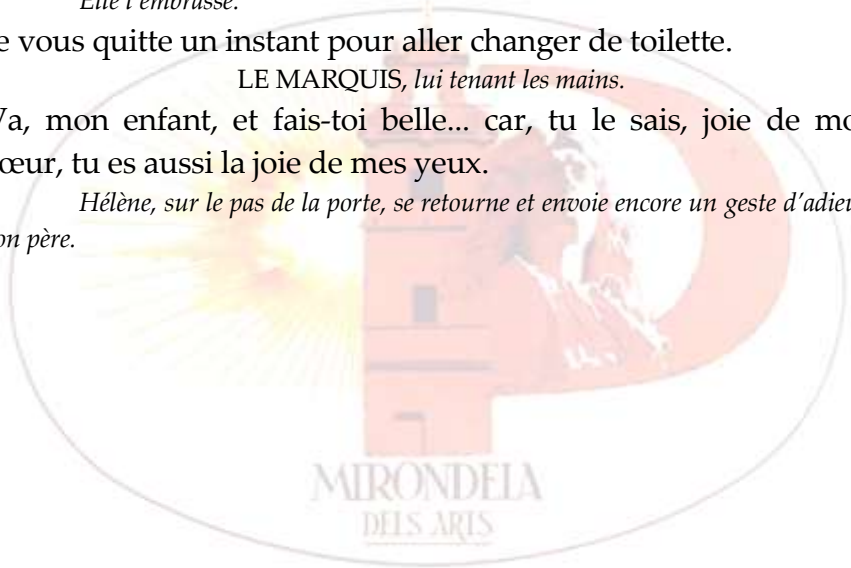 Elle l'embrasse.
e vous quitte un instant pour aller changer de toilette.
LE MARQUIS, lui tenant les mains.
Va, mon enfant, et fais-toi belle... car, tu le sais, joie de mo
œur, tu es aussi la joie de mes yeux.
Hélène, sur le pas de la porte, se retourne et envoie encore un geste d'adieu
on père.
MIRONDELA
DELS ARTS